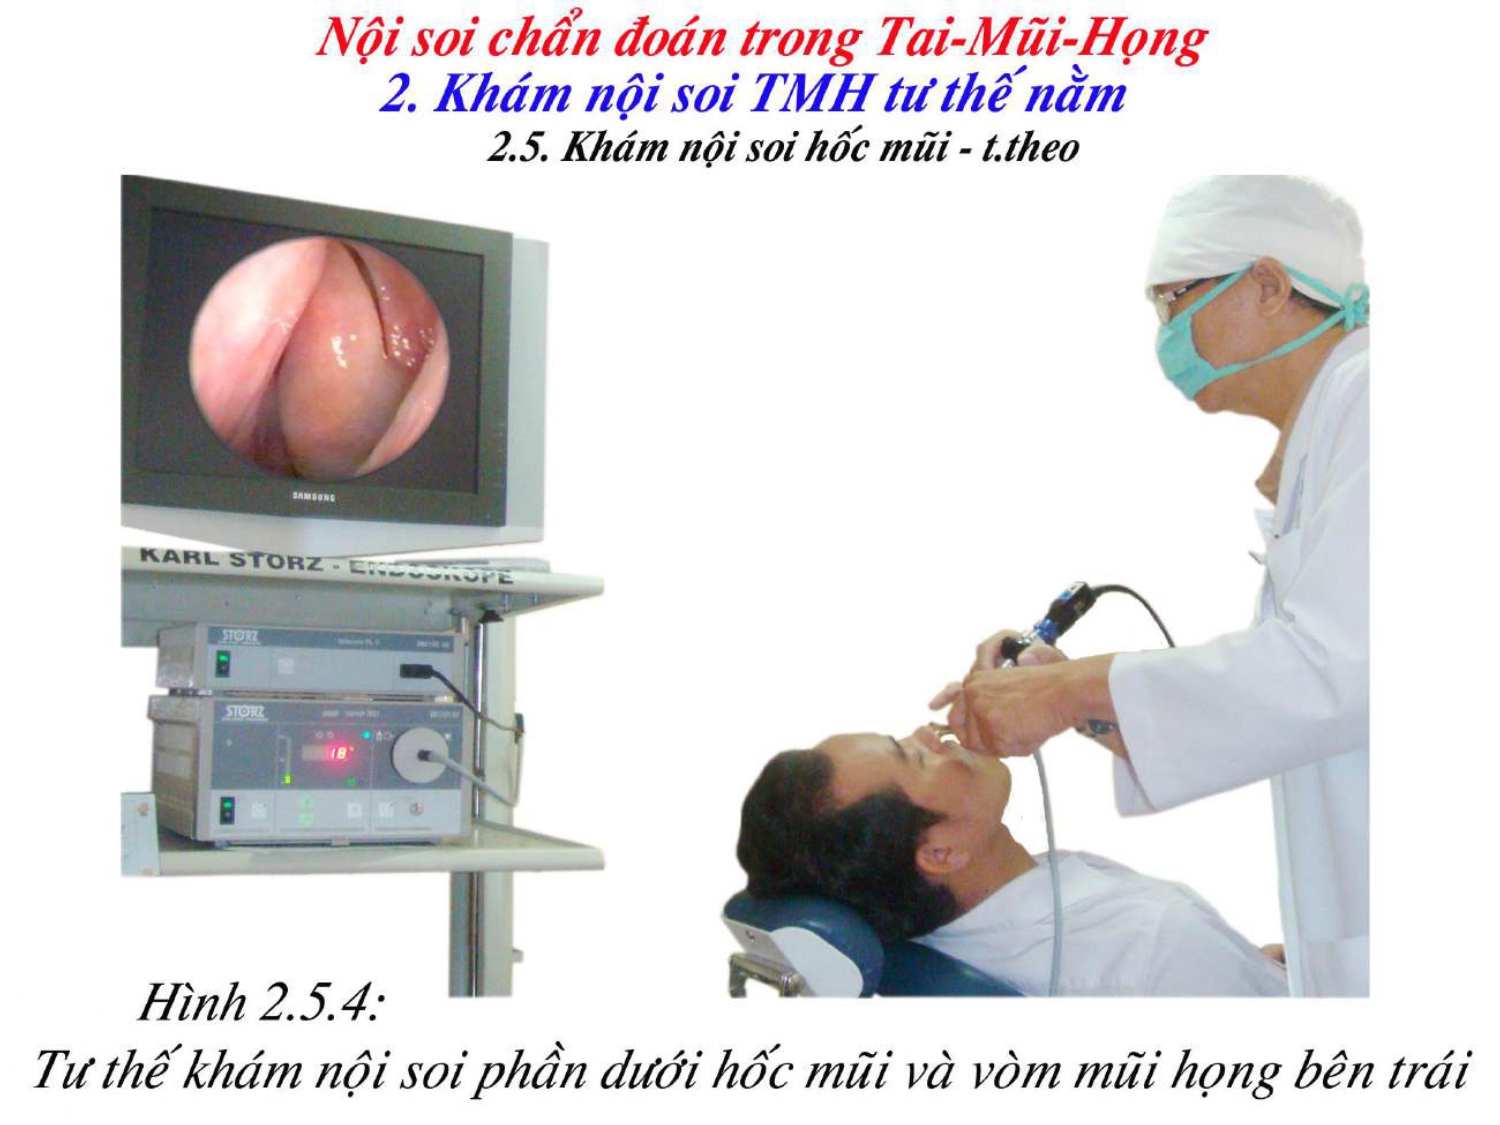 Nội soi chẩn đoán trong Tai-Mũi-Họng
2. Khám nội soi TMH tư thế nằm
2.5. Khám nội soi hốc mũi - t.theo
SAMSUNG
KARL STORZ - ENDOSKOPE
STORZ
STORZ
18
Hình 2.5.4:
Tư thế khám nội soi phần dưới hốc mũi và vòm mũi họng bên trái